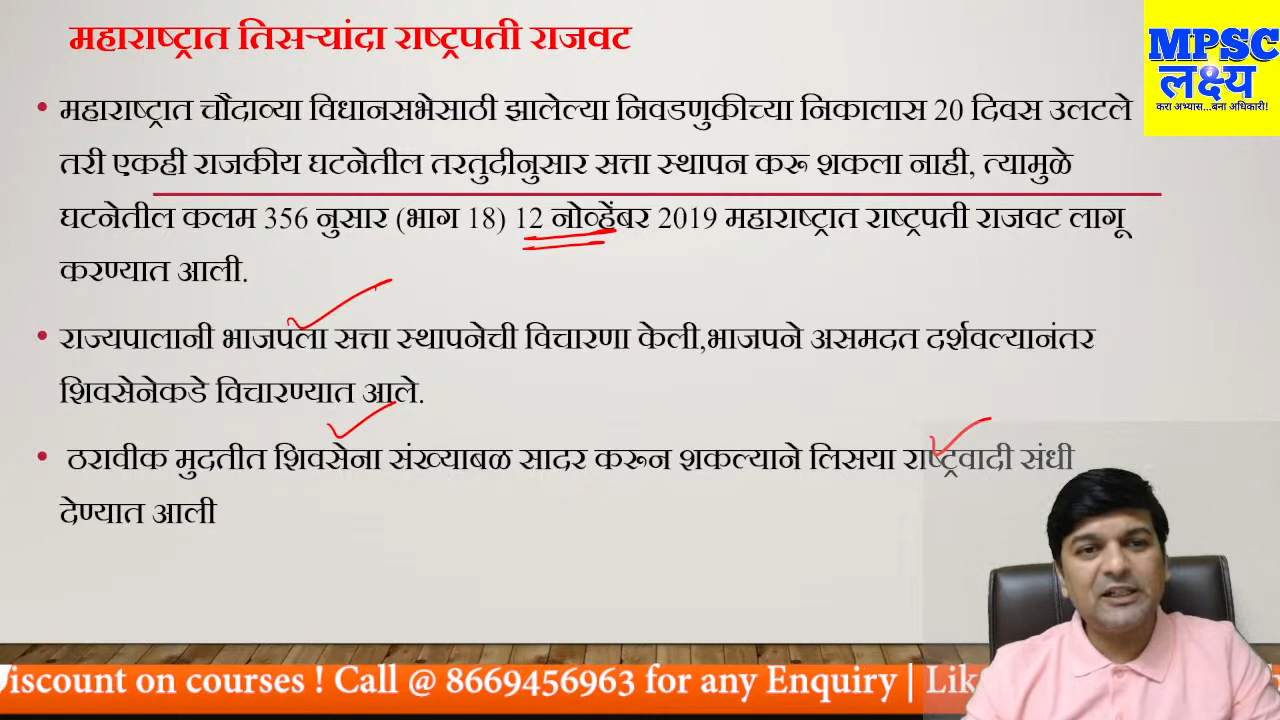 महाराष्ट्रात तिसऱ्यांदा राष्ट्रपती राजवट
MPSC
लक्ष्य
करा अभ्यास...बना अधिकारी!
• महाराष्ट्रात चौदाव्या विधानसभेसाठी झालेल्या निवडणुकीच्या निकालास 20 दिवस उलटले
तरी एकही राजकीय घटनेतील तरतुदीनुसार सत्ता स्थापन करू शकला नाही, त्यामुळे
घटनेतील कलम 356 नुसार (भाग 18) 12 नोव्हेंबर 2019 महाराष्ट्रात राष्ट्रपती राजवट लागू
करण्यात आली.
• राज्यपालानी भाजपला सत्ता स्थापनेची विचारणा केली,भाजपने असमदत दर्शवल्यानंतर
शिवसेनेकडे विचारण्यात आले.
• ठरावीक मुदतीत शिवसेना संख्याबळ सादर करून शकल्याने लिसया राष्ट्रवादी संधी
देण्यात आली
iscount on courses ! Call @ 8669456963 for any Enquiry | Lik